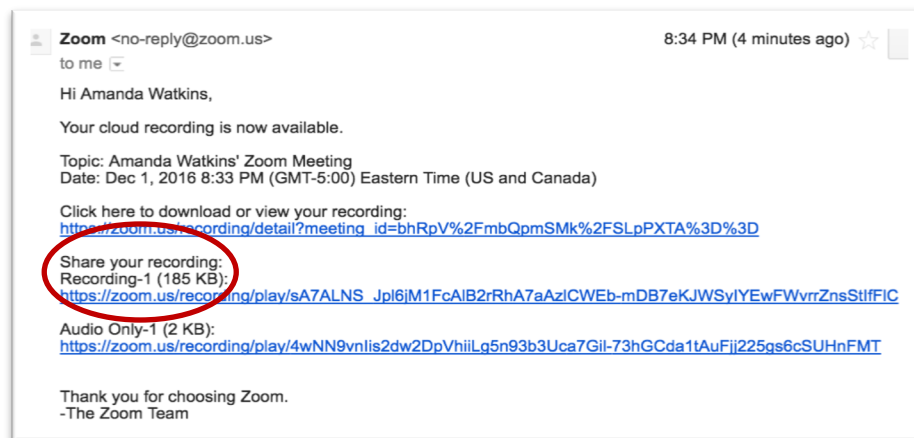 Zoom <no-reply@zoom.us> 8:34 PM (4 minutes ago)
to me
Hi Amanda Watkins,
Your cloud recording is now available.
Topic: Amanda Watkins' Zoom Meeting
Date: Dec 1, 2016 8:33 PM (GMT-5:00) Eastern Time (US and Canada)
Click here to download or view your recording:
https://zoom.us/recording/detail?meeting_id=bhRpV%2FmbQpmSMk%2FSLpPXTA%3D%3D
Share your recording:
Recording-1 (185 KB):
https://zoom.us/recording/play/sA7ALNS_Jpl6jM1FcAlB2rRhA7aAzlCWEb-mDB7eKJWSyIYEwFWvrrZnsStIfFlC
Audio Only-1 (2 KB):
https://zoom.us/recording/play/4wNN9vnlis2dw2DpVhiiLg5n93b3Uca7Gil-73hGCda1tAuFjj225gs6cSUHnFMT
Thank you for choosing Zoom.
-The Zoom Team